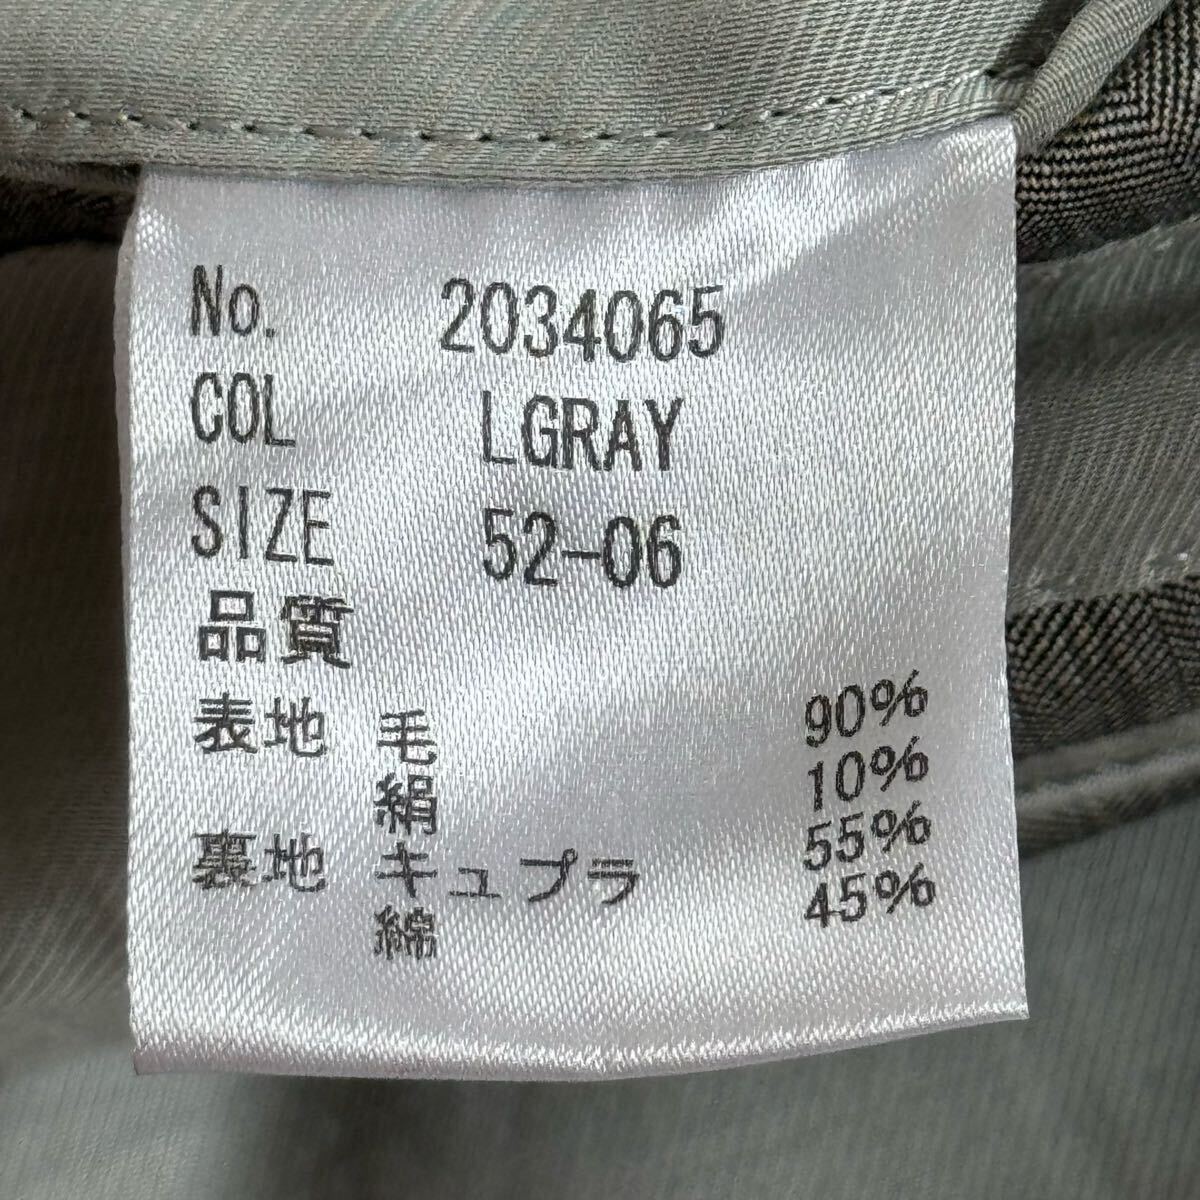 No. 2034065
COL LGRAY
SIZE 52-06
品質
表地 毛 90%
絹 10%
裏地 キュプラ 55%
綿 45%